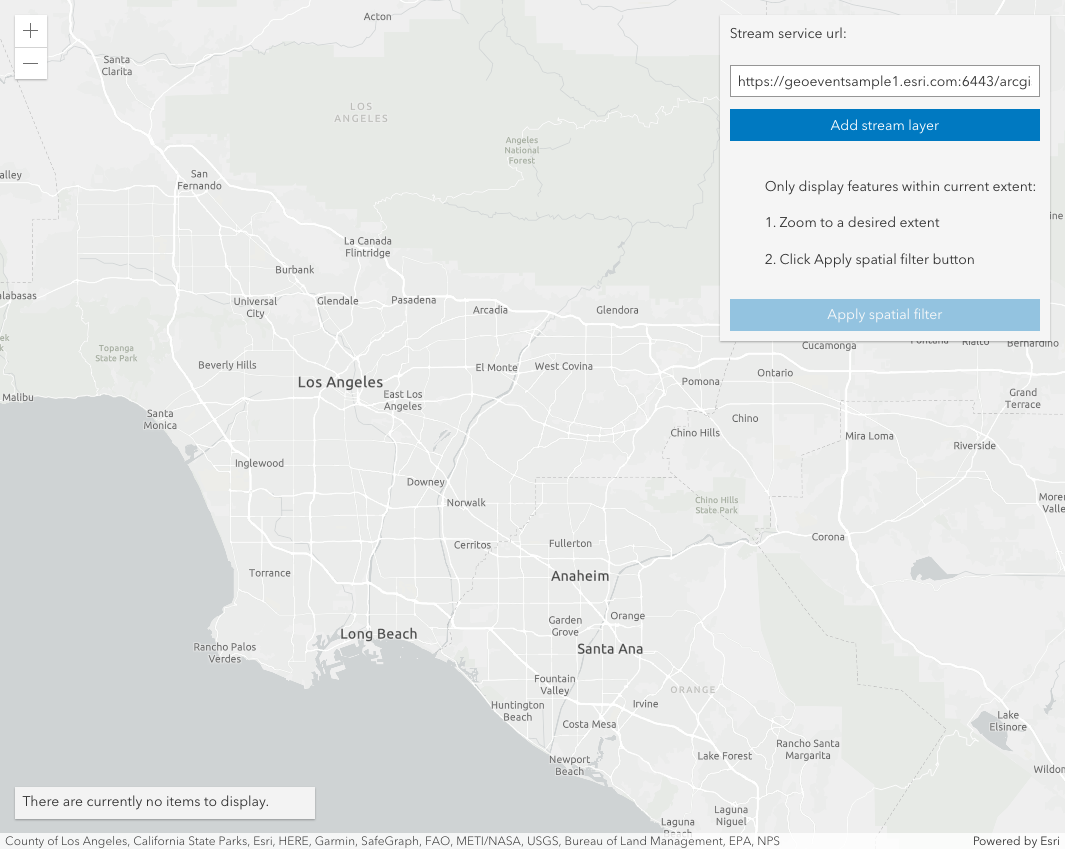 Acton
Santa
Clarita
LOS
ANGELES
Angeles
National
Forest
San
Fernando
La Canada
Flintridge
Burbank
Universal
City
Glendale
Pasadena
Arcadia
Glendora
Topanga
State Park
Beverly Hills
Los Angeles
East Los
Angeles
El Monte
West Covina
Pomona
Ontario
Cucamonga
Rialto
Bernardino
Grand
Terrace
Malibu
Santa
Monica
Chino
Chino Hills
Mira Loma
Riverside
Inglewood
Downey
Norwalk
Chino Hills
State Park
Cerritos
Fullerton
Corona
Torrance
Anaheim
Garden
Grove
Orange
Long Beach
Santa Ana
Rancho Palos
Verdes
Fountain
Valley
ORANGE
Huntington
Beach
Irvine
Costa Mesa
Lake
Elsinore
Newport
Beach
Lake Forest
Rancho Santa
Margarita
Laguna
Niguel
Laguna
Beach
Stream service url:
https://geoeventsample1.esri.com:6443/arcgi
Add stream layer
Only display features within current extent:
1. Zoom to a desired extent
2. Click Apply spatial filter button
Apply spatial filter
There are currently no items to display.
County of Los Angeles, California State Parks, Esri, HERE, Garmin, SafeGraph, FAO, METI/NASA, USGS, Bureau of Land Management, EPA, NPS
Powered by Esri